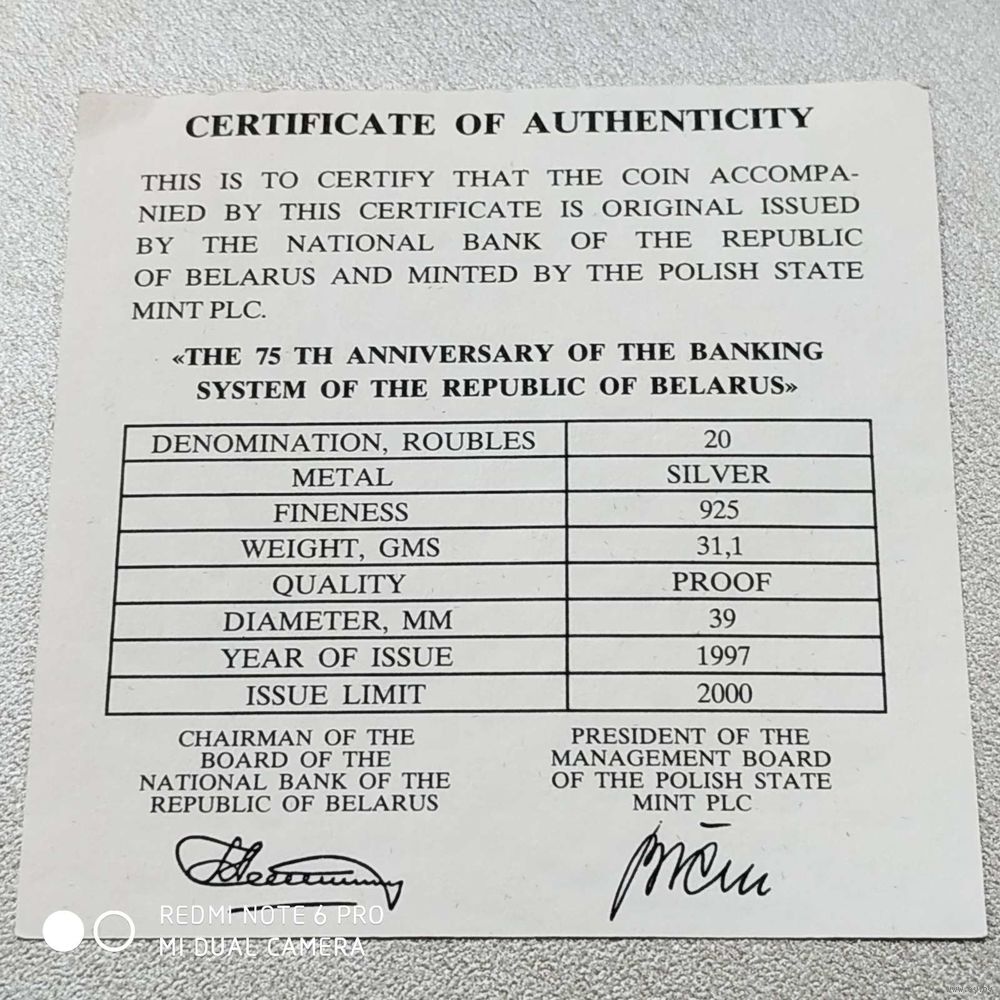 CERTIFICATE OF AUTHENTICITY
THIS IS TO CERTIFY THAT THE COIN ACCOMPA-
NIED BY THIS CERTIFICATE IS ORIGINAL ISSUED
BY THE NATIONAL BANK OF THE REPUBLIC
OF BELARUS AND MINTED BY THE POLISH STATE
MINT PLC.
«THE 75 TH ANNIVERSARY OF THE BANKING
SYSTEM OF THE REPUBLIC OF BELARUS»
DENOMINATION, ROUBLES 20
METAL SILVER
FINENESS 925
WEIGHT, GMS 31,1
QUALITY PROOF
DIAMETER, MM 39
YEAR OF ISSUE 1997
ISSUE LIMIT 2000
CHAIRMAN OF THE
BOARD OF THE
NATIONAL BANK OF THE
REPUBLIC OF BELARUS
PRESIDENT OF THE
MANAGEMENT BOARD
OF THE POLISH STATE
MINT PLC
REDMI NOTE 6 PRO
MI DUAL CAMERA